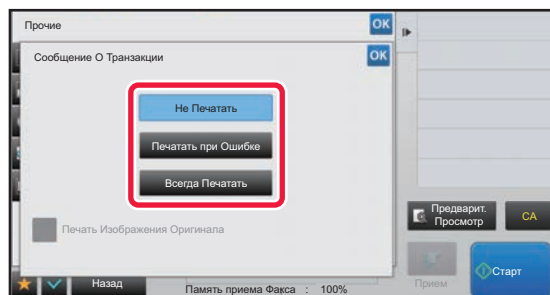 Прочие
OK
Сообщение О Транзакции
OK
Не Печатать
Печатать при Ошибке
Всегда Печатать
Печать Изображения Оригинала
Предварит.
Просмотр
CA
Назад
Память приема Факса : 100%
Прием
Старт